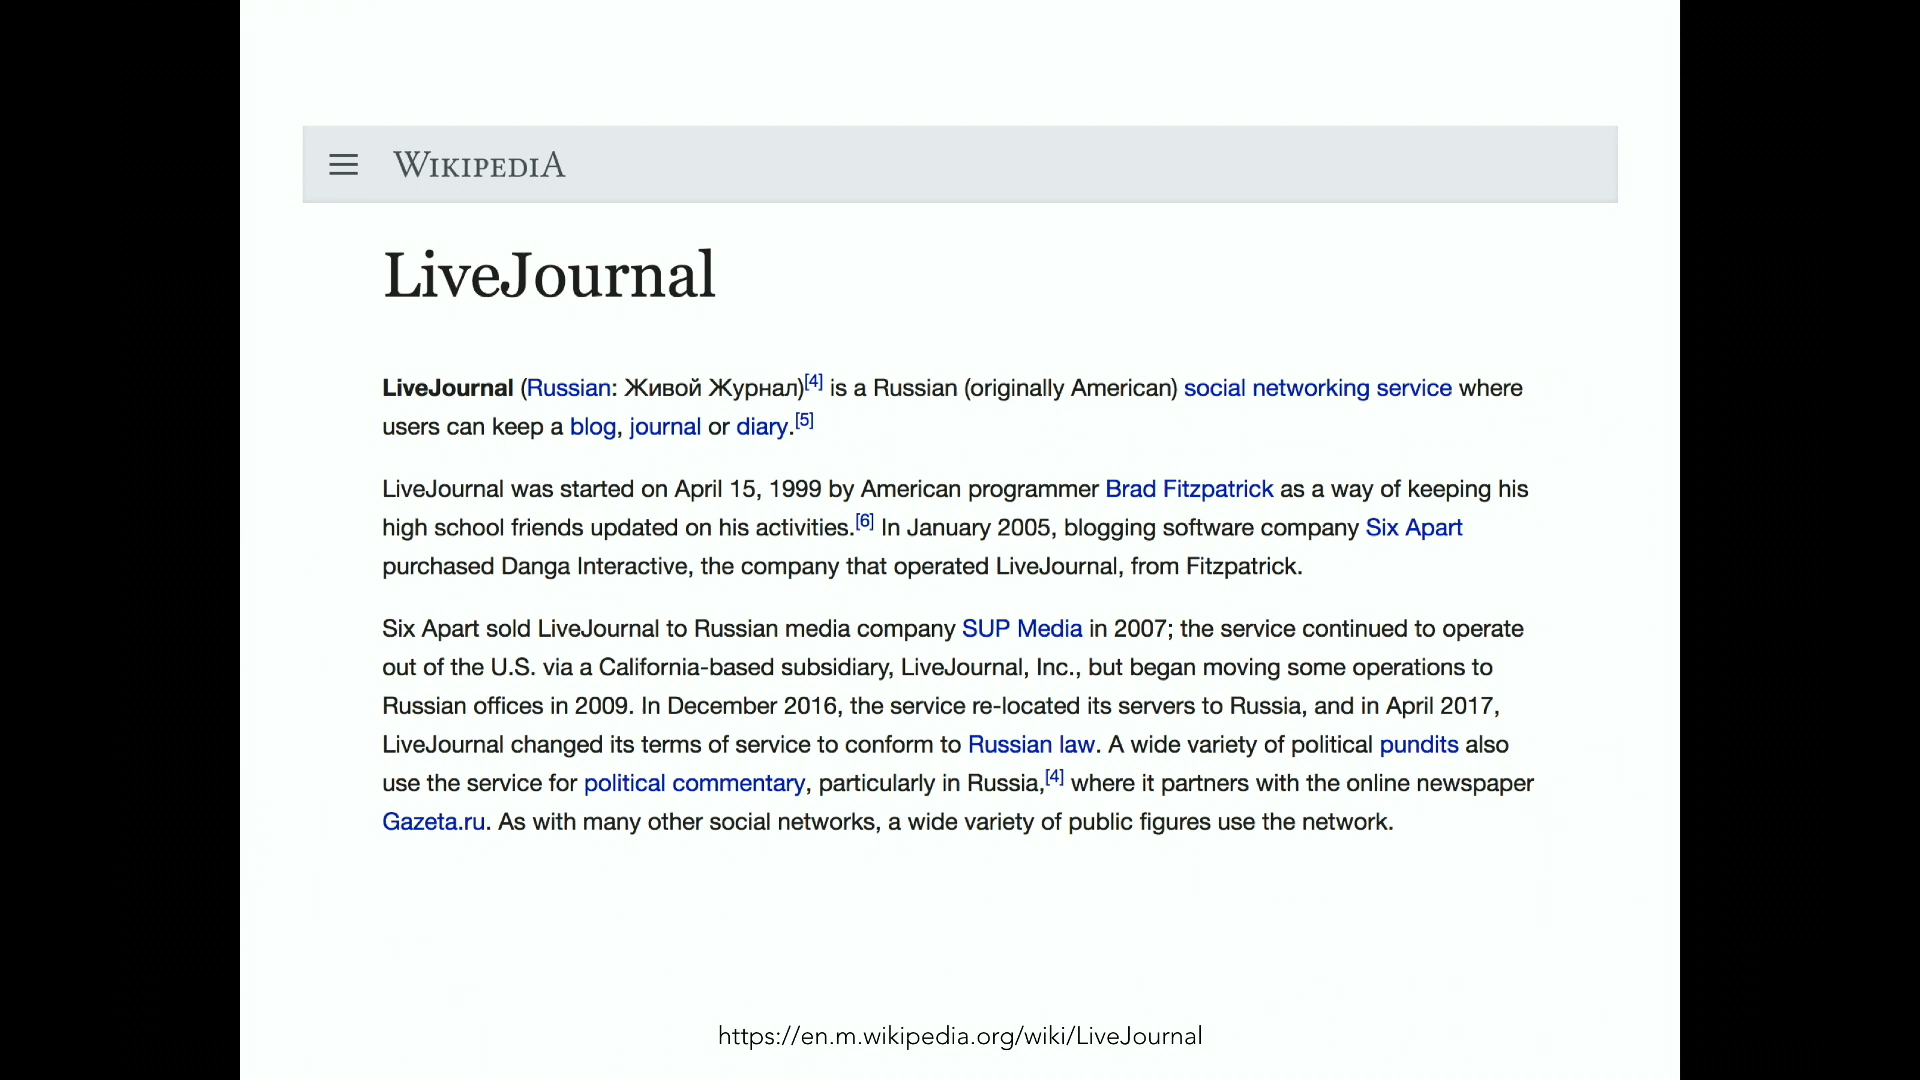 WIKIPEDIA
LiveJournal
LiveJournal (Russian: Живой Журнал)[4] is a Russian (originally American) social networking service where
users can keep a blog, journal or diary.[5]
LiveJournal was started on April 15, 1999 by American programmer Brad Fitzpatrick as a way of keeping his
high school friends updated on his activities.[6] In January 2005, blogging software company Six Apart
purchased Danga Interactive, the company that operated LiveJournal, from Fitzpatrick.
Six Apart sold LiveJournal to Russian media company SUP Media in 2007; the service continued to operate
out of the U.S. via a California-based subsidiary, LiveJournal, Inc., but began moving some operations to
Russian offices in 2009. In December 2016, the service re-located its servers to Russia, and in April 2017,
LiveJournal changed its terms of service to conform to Russian law. A wide variety of political pundits also
use the service for political commentary, particularly in Russia,[4] where it partners with the online newspaper
Gazeta.ru. As with many other social networks, a wide variety of public figures use the network.
https://en.m.wikipedia.org/wiki/LiveJournal